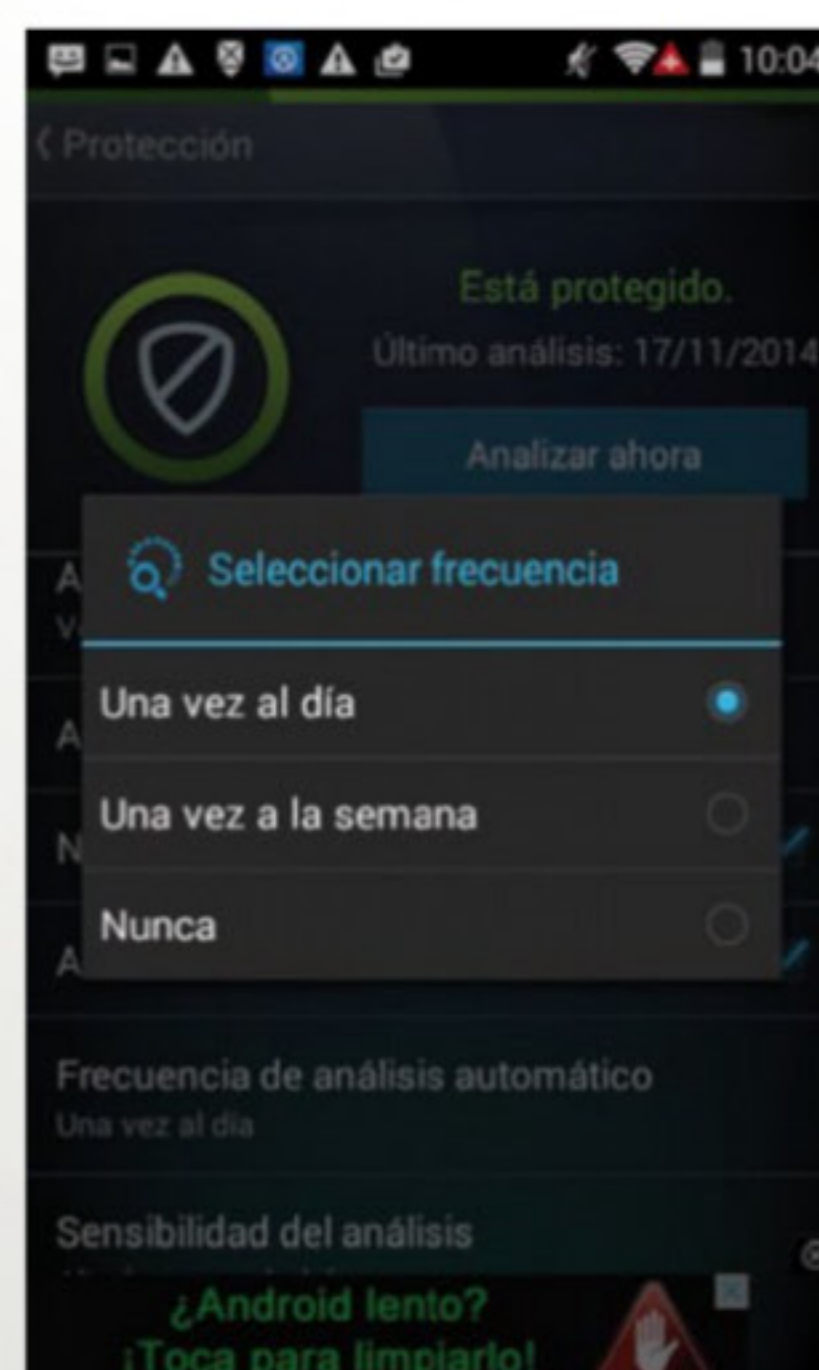 10:04
Protección
Está protegido.
Último análisis: 17/11/2014
Analizar ahora
Seleccionar frecuencia
Una vez al día
Una vez a la semana
Nunca
Frecuencia de análisis automático
Una vez al día
Sensibilidad del análisis
¿Android lento?
¡Toca para limpiarlo!